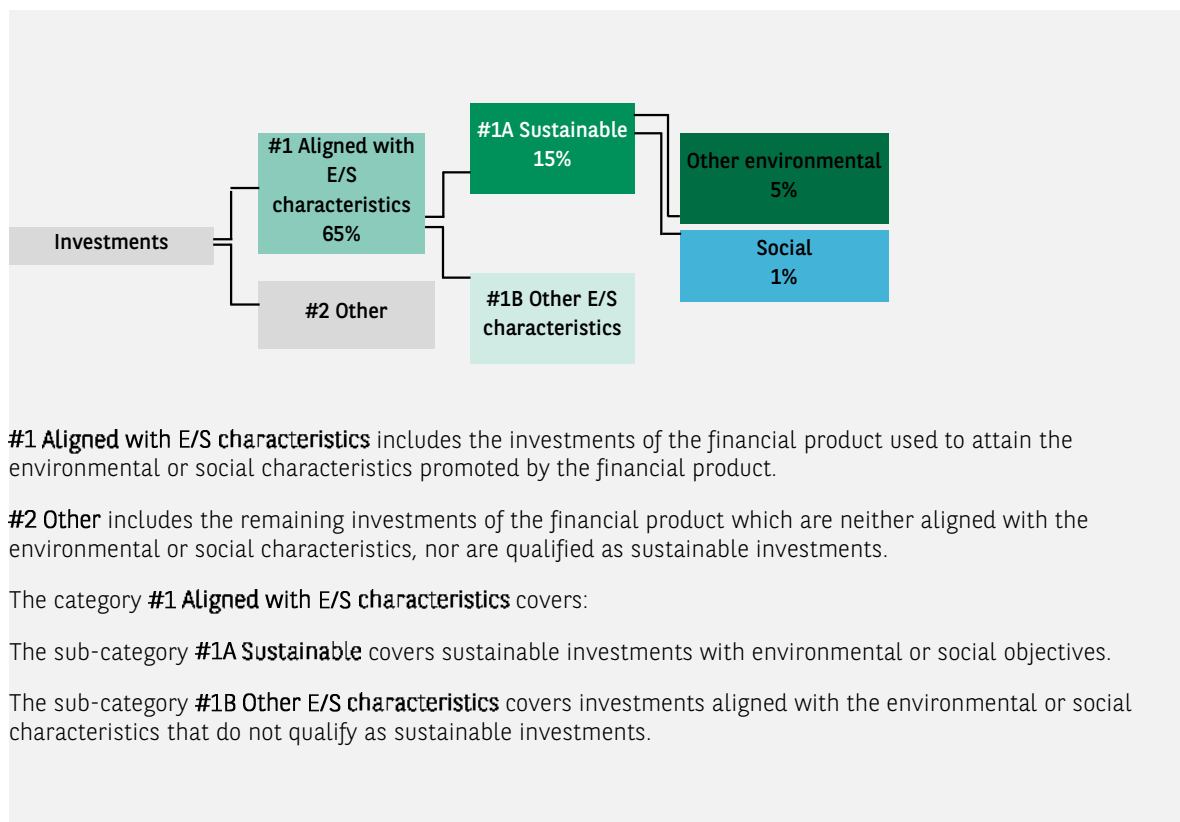 #1A Sustainable
15%
#1 Aligned with
E/S
characteristics
65%
Other environmental
5%
Investments
Social
1%
#2 Other
#1B Other E/S
characteristics
#1 Aligned with E/S characteristics includes the investments of the financial product used to attain the
environmental or social characteristics promoted by the financial product.
#2 Other includes the remaining investments of the financial product which are neither aligned with the
environmental or social characteristics, nor are qualified as sustainable investments.
The category #1 Aligned with E/S characteristics covers:
The sub-category #1A Sustainable covers sustainable investments with environmental or social objectives.
The sub-category #1B Other E/S characteristics covers investments aligned with the environmental or social
characteristics that do not qualify as sustainable investments.